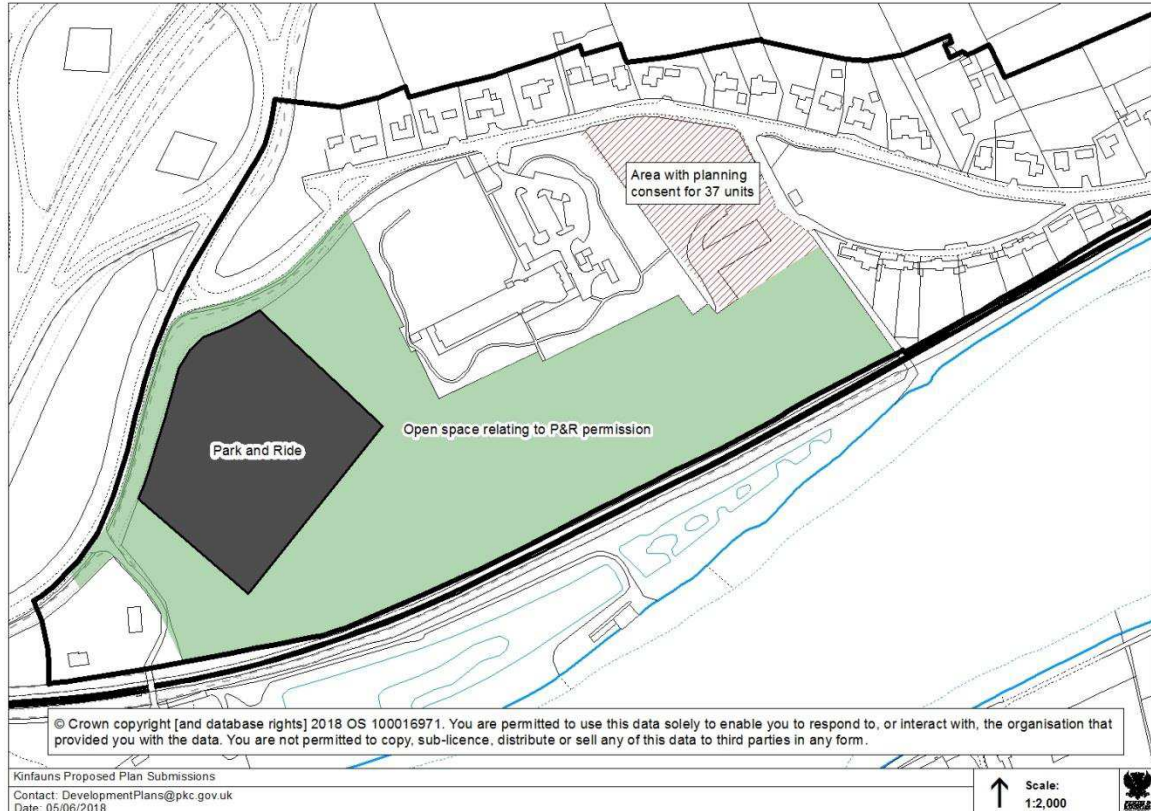 Area with planning
consent for 37 units
Open space relating to P&R permission
Park and Ride
© Crown copyright [and database rights] 2018 OS 100016971. You are permitted to use this data solely to enable you to respond to, or interact with, the organisation that
provided you with the data. You are not permitted to copy, sub-licence, distribute or sell any of this data to third parties in any form.
Kinfauns Proposed Plan Submissions
Contact: DevelopmentPlans@pkc.gov.uk
Date: 05/06/2018
Scale:
1:2,000